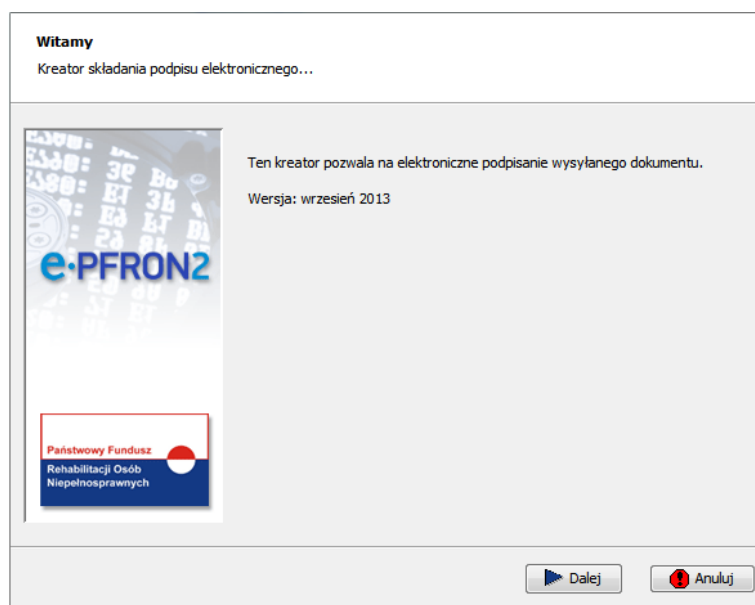 Witamy
Kreator składania podpisu elektronicznego...
Ten kreator pozwala na elektroniczne podpisanie wysyłanego dokumentu.
Wersja: wrzesień 2013
e·PFRON2
Państwowy Fundusz
Rehabilitacji Osób
Niepełnosprawnych
Dalej
Anuluj